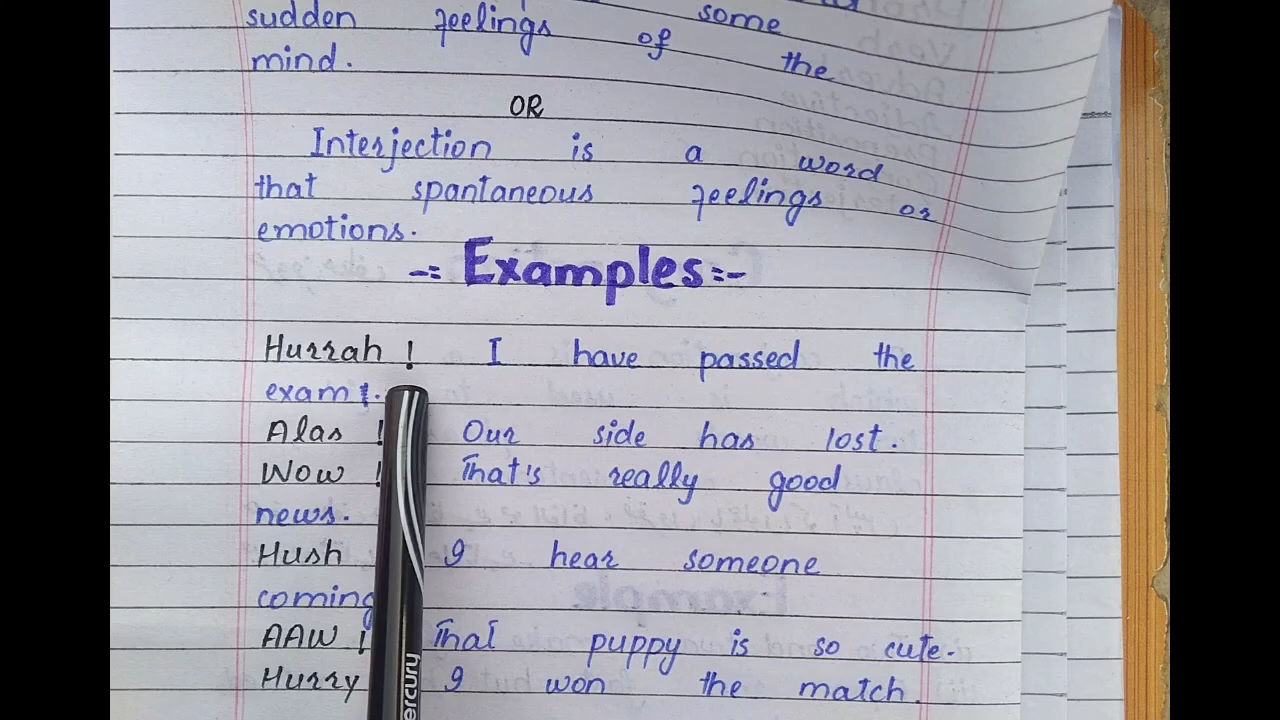 sudden feelings of some
mind. the
OR
Interjection is a word
that spantaneous feelings or
emotions.
-:Examples:-
Hurrah ! I have passed the
exam.
Alas ! Our side has lost.
Wow ! That's really good
news.
Hush I hear someone
coming
AAW ! That puppy is so cute.
Hurry I won the match.
ercury